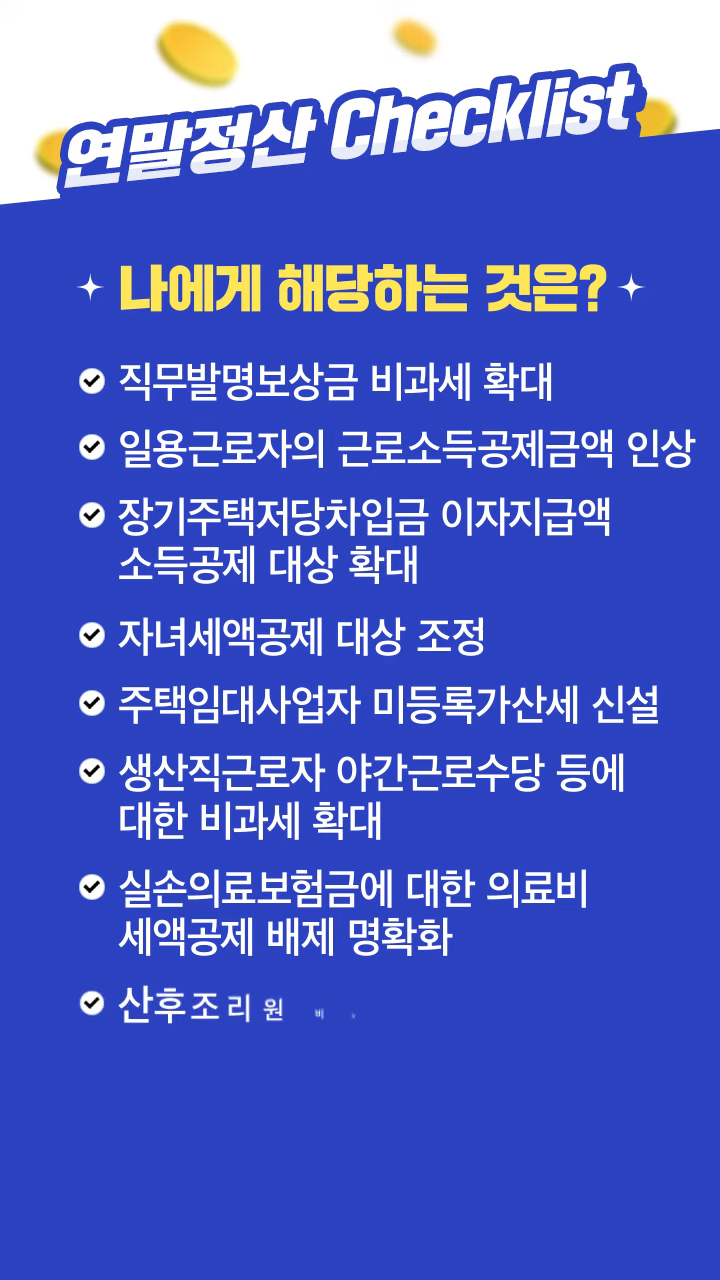 연말정산 Checklist
나에게 해당하는 것은?
직무발명보상금 비과세 확대
일용근로자의 근로소득공제금액 인상
장기주택저당차입금 이자지급액
소득공제 대상 확대
자녀세액공제 대상 조정
주택임대사업자 미등록가산세 신설
생산직근로자 야간근로수당 등에
대한 비과세 확대
실손의료보험금에 대한 의료비
세액공제 배제 명확화
산후조리원 비